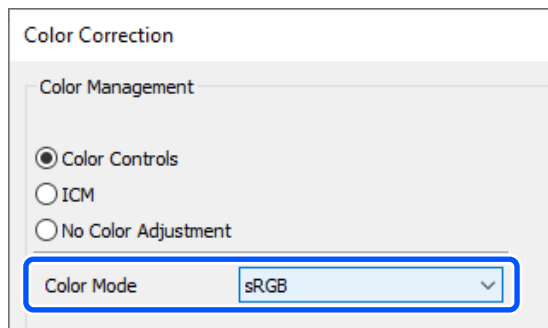 Color Correction
Color Management
Color Controls
ICM
No Color Adjustment
Color Mode sRGB